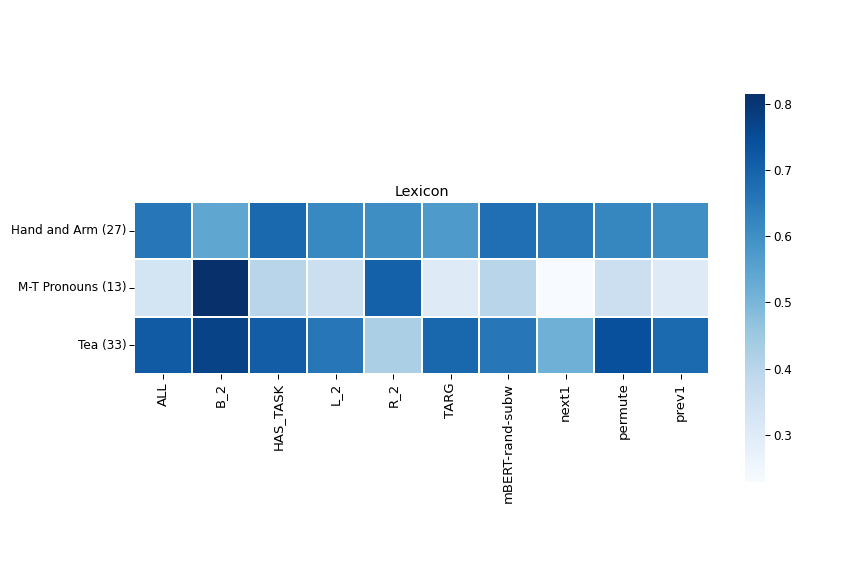 Lexicon
Hand and Arm (27)
M-T Pronouns (13)
Tea (33)
ALL
B_2
HAS_TASK
L_2
R_2
TARG
mBERT-rand-subw
next1
permute
prev1
0.8
0.7
0.6
0.5
0.4
0.3